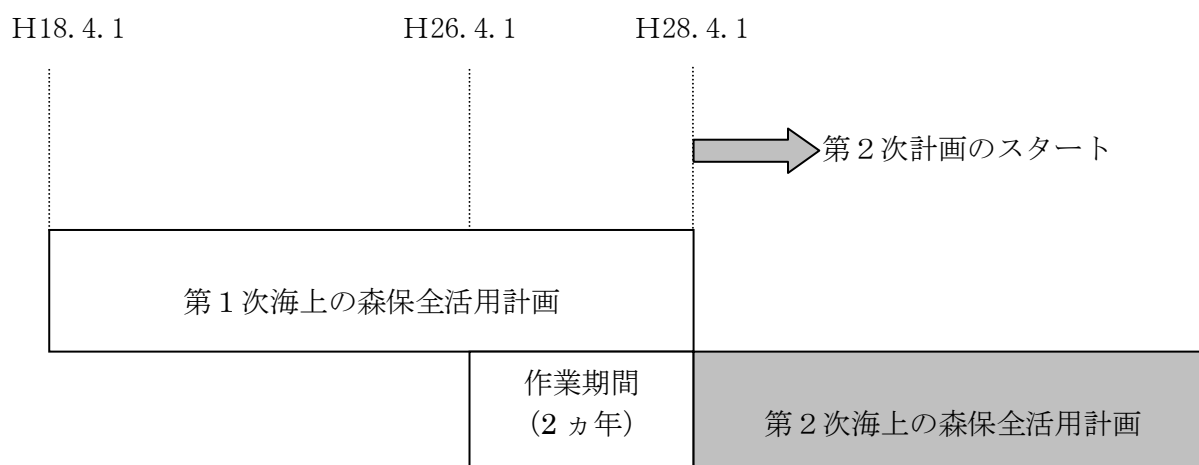 H18.4.1
H26.4.1
H28.4.1
第２次計画のスタート
第１次海上の森保全活用計画
作業期間
（2 ヵ年）
第２次海上の森保全活用計画